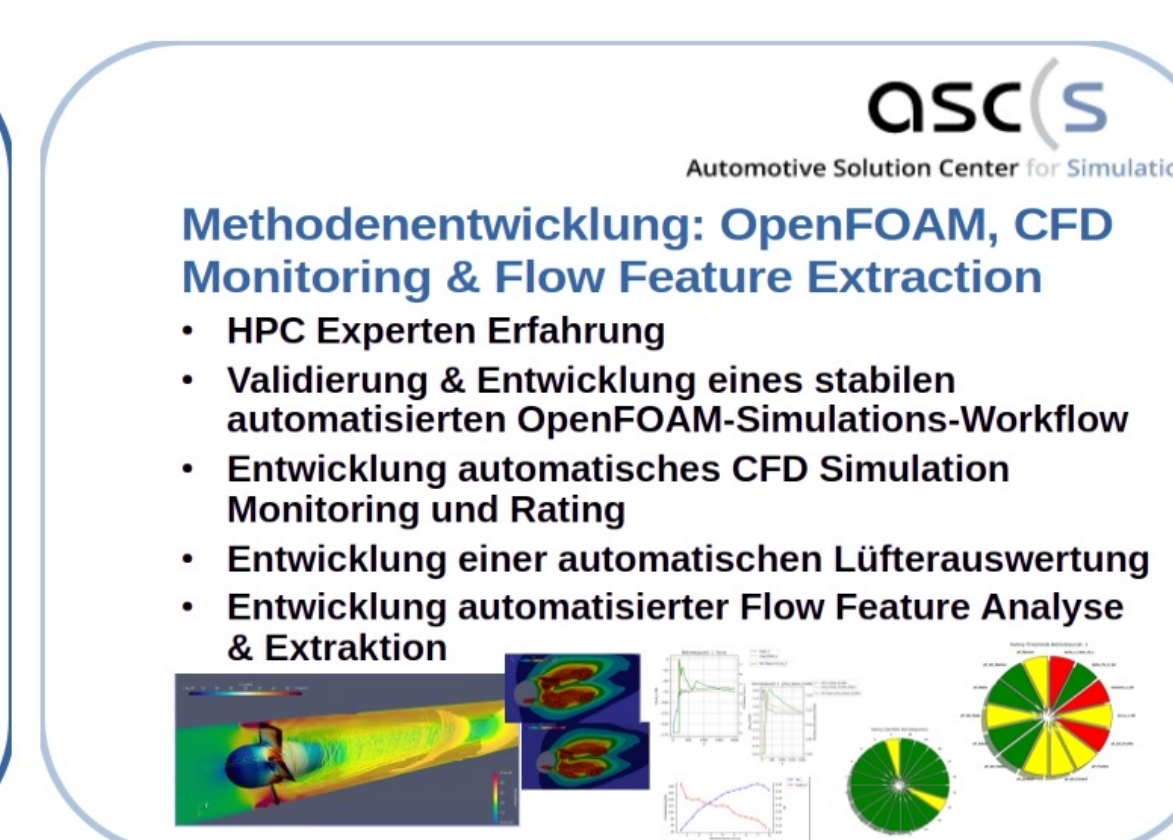 asc(s
Automotive Solution Center for Simulatio
Methodenentwicklung: OpenFOAM, CFD
Monitoring & Flow Feature Extraction
• HPC Experten Erfahrung
• Validierung & Entwicklung eines stabilen
automatisierten OpenFOAM-Simulations-Workflow
• Entwicklung automatisches CFD Simulation
Monitoring und Rating
• Entwicklung einer automatischen Lüfterauswertung
• Entwicklung automatisierter Flow Feature Analyse
& Extraktion